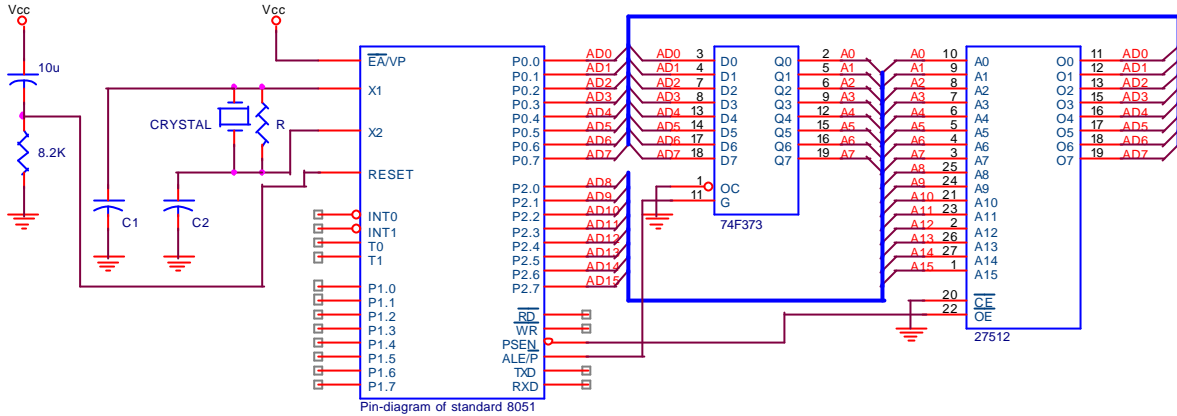 Vcc
Vcc
10u
8.2K
CRYSTAL
R
C1
C2
EA/VP
X1
X2
RESET
INT0
INT1
T0
T1
P1.0
P1.1
P1.2
P1.3
P1.4
P1.5
P1.6
P1.7
P0.0
P0.1
P0.2
P0.3
P0.4
P0.5
P0.6
P0.7
P2.0
P2.1
P2.2
P2.3
P2.4
P2.5
P2.6
P2.7
RD
WR
PSEN
ALE/P
TXD
RXD
Pin-diagram of standard 8051
AD0
AD1
AD2
AD3
AD4
AD5
AD6
AD7
AD8
AD9
AD10
AD11
AD12
AD13
AD14
AD15
AD0 3 D0
AD1 4 D1
AD2 7 D2
AD3 8 D3
AD4 13 D4
AD5 14 D5
AD6 17 D6
AD7 18 D7
1 OC
11 G
Q0 2 A0
Q1 5 A1
Q2 6 A2
Q3 9 A3
Q4 12 A4
Q5 15 A5
Q6 16 A6
Q7 19 A7
74F373
A0 10 A0
A1 9 A1
A2 8 A2
A3 7 A3
A4 6 A4
A5 5 A5
A6 4 A6
A7 3 A7
A8 25 A8
A9 24 A9
A10 21 A10
A11 23 A11
A12 2 A12
A13 26 A13
A14 27 A14
A15 1 A15
20 CE
22 OE
O0 11 AD0
O1 12 AD1
O2 13 AD2
O3 15 AD3
O4 16 AD4
O5 17 AD5
O6 18 AD6
O7 19 AD7
27512